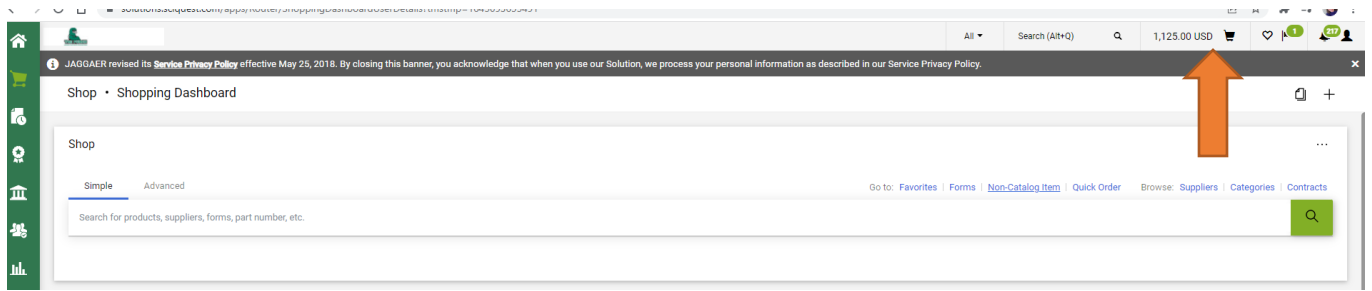 All
Search (Alt+Q)
1,125.00 USD
1
217
JAGGAER revised its Service Privacy Policy effective May 25, 2018. By closing this banner, you acknowledge that when you use our Solution, we process your personal information as described in our Service Privacy Policy.
Shop • Shopping Dashboard
Shop
Simple Advanced
Go to: Favorites | Forms | Non-Catalog Item | Quick Order Browse: Suppliers | Categories | Contracts
Search for products, suppliers, forms, part number, etc.